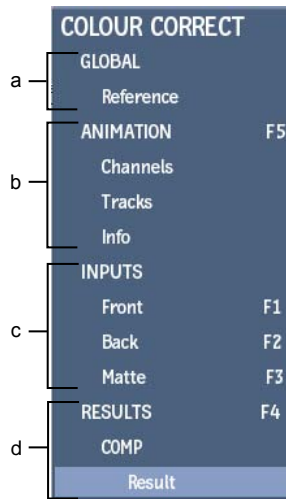 COLOUR CORRECT
a GLOBAL
Reference
b ANIMATION F5
Channels
Tracks
Info
c INPUTS
Front F1
Back F2
Matte F3
d RESULTS F4
COMP
Result